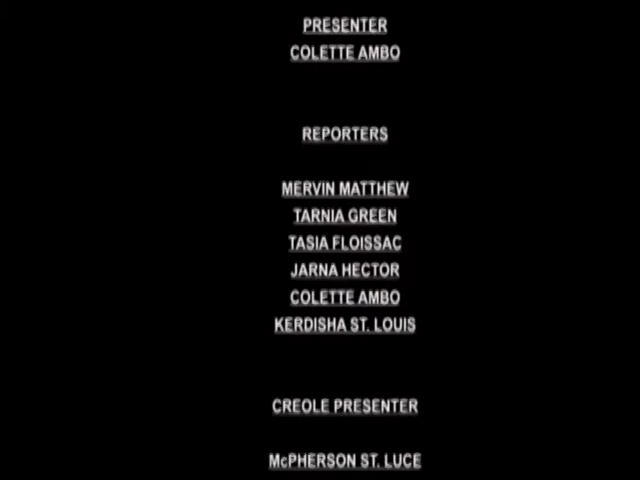 PRESENTER
COLETTE AMBO
REPORTERS
MERVIN MATTHEW
TARNIA GREEN
TASIA FLOISSAC
JARNA HECTOR
COLETTE AMBO
KERDISHA ST. LOUIS
CREOLE PRESENTER
McPHERSON ST. LUCE